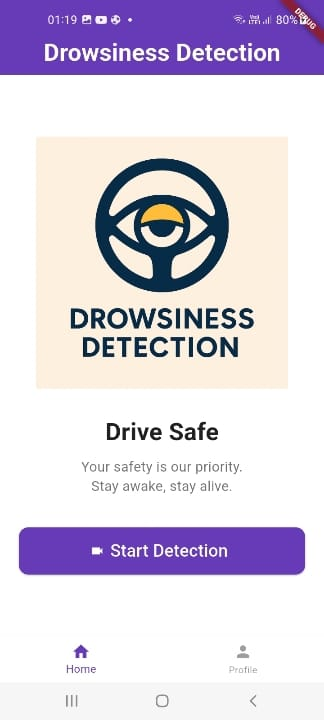 01:19
80%
DEBUG
Drowsiness Detection
DROWSINESS
DETECTION
Drive Safe
Your safety is our priority.
Stay awake, stay alive.
Start Detection
Home
Profile